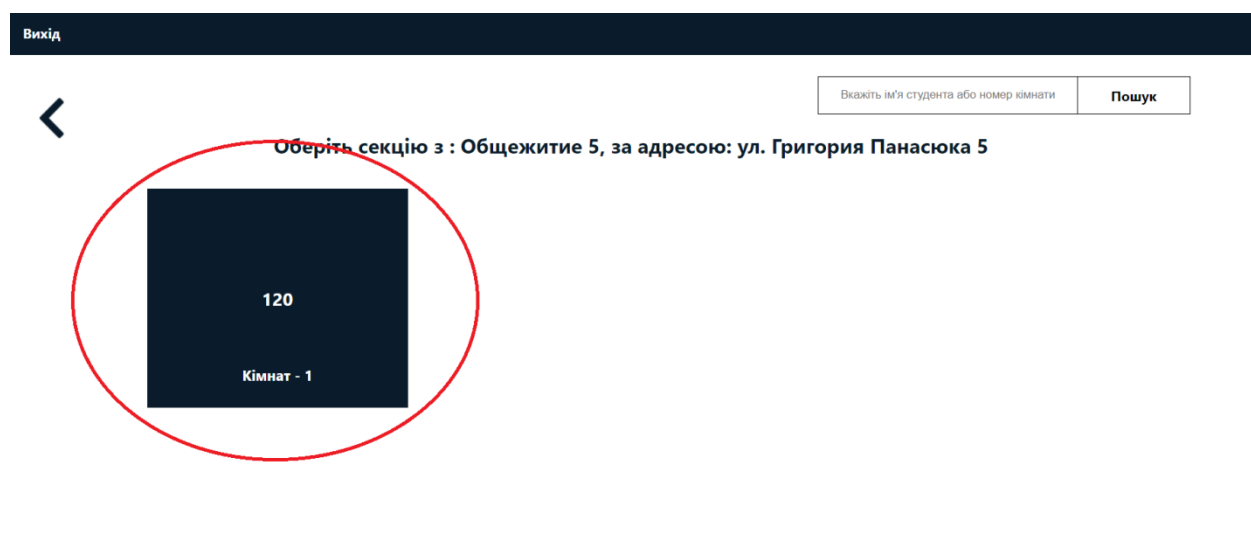 Вихід
Вкажіть ім'я студента або номер кімнати
Пошук
Оберіть секцію з : Общежитие 5, за адресою: ул. Григория Панасюка 5
120
Кімнат - 1